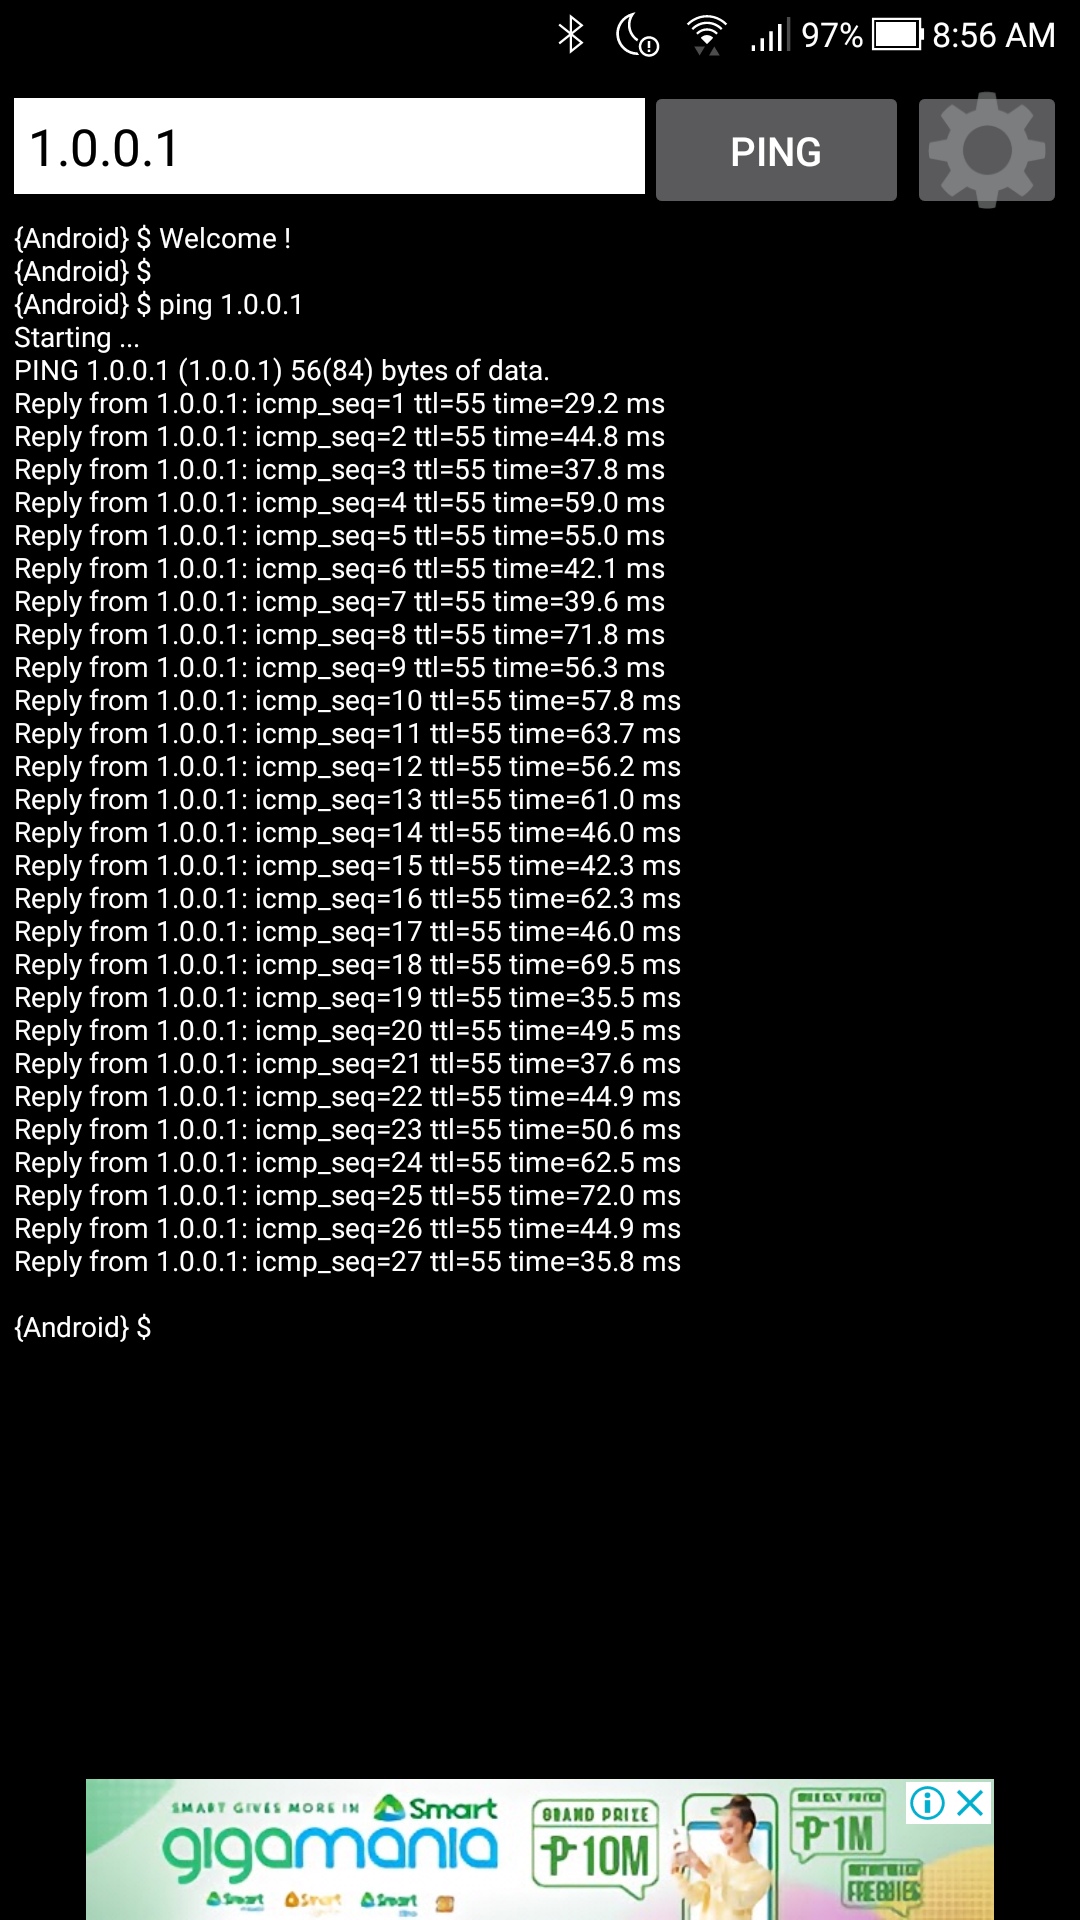 97% 8:56 AM
1.0.0.1 PING
{Android} $ Welcome !
{Android} $
{Android} $ ping 1.0.0.1
Starting ...
PING 1.0.0.1 (1.0.0.1) 56(84) bytes of data.
Reply from 1.0.0.1: icmp_seq=1 ttl=55 time=29.2 ms
Reply from 1.0.0.1: icmp_seq=2 ttl=55 time=44.8 ms
Reply from 1.0.0.1: icmp_seq=3 ttl=55 time=37.8 ms
Reply from 1.0.0.1: icmp_seq=4 ttl=55 time=59.0 ms
Reply from 1.0.0.1: icmp_seq=5 ttl=55 time=55.0 ms
Reply from 1.0.0.1: icmp_seq=6 ttl=55 time=42.1 ms
Reply from 1.0.0.1: icmp_seq=7 ttl=55 time=39.6 ms
Reply from 1.0.0.1: icmp_seq=8 ttl=55 time=71.8 ms
Reply from 1.0.0.1: icmp_seq=9 ttl=55 time=56.3 ms
Reply from 1.0.0.1: icmp_seq=10 ttl=55 time=57.8 ms
Reply from 1.0.0.1: icmp_seq=11 ttl=55 time=63.7 ms
Reply from 1.0.0.1: icmp_seq=12 ttl=55 time=56.2 ms
Reply from 1.0.0.1: icmp_seq=13 ttl=55 time=61.0 ms
Reply from 1.0.0.1: icmp_seq=14 ttl=55 time=46.0 ms
Reply from 1.0.0.1: icmp_seq=15 ttl=55 time=42.3 ms
Reply from 1.0.0.1: icmp_seq=16 ttl=55 time=62.3 ms
Reply from 1.0.0.1: icmp_seq=17 ttl=55 time=46.0 ms
Reply from 1.0.0.1: icmp_seq=18 ttl=55 time=69.5 ms
Reply from 1.0.0.1: icmp_seq=19 ttl=55 time=35.5 ms
Reply from 1.0.0.1: icmp_seq=20 ttl=55 time=49.5 ms
Reply from 1.0.0.1: icmp_seq=21 ttl=55 time=37.6 ms
Reply from 1.0.0.1: icmp_seq=22 ttl=55 time=44.9 ms
Reply from 1.0.0.1: icmp_seq=23 ttl=55 time=50.6 ms
Reply from 1.0.0.1: icmp_seq=24 ttl=55 time=62.5 ms
Reply from 1.0.0.1: icmp_seq=25 ttl=55 time=72.0 ms
Reply from 1.0.0.1: icmp_seq=26 ttl=55 time=44.9 ms
Reply from 1.0.0.1: icmp_seq=27 ttl=55 time=35.8 ms
{Android} $
SMART GIVES MORE IN Smart
gigamania
Smart Smart Smart
GRAND PRIZE
₱10M
WEEKLY PRIZE
₱1M
FREEBIES